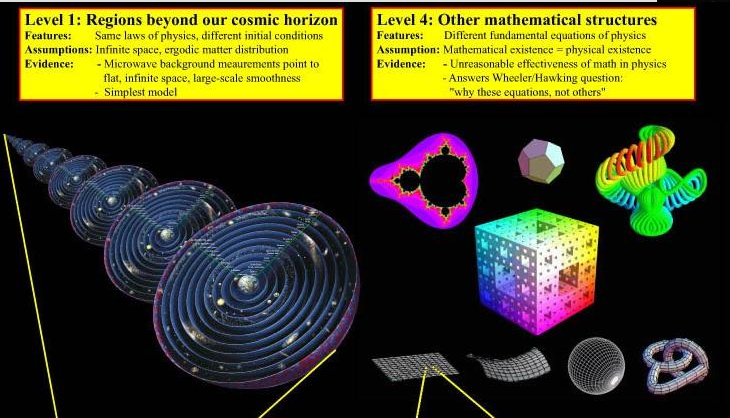 Level 1: Regions beyond our cosmic horizon
Features: Same laws of physics, different initial conditions
Assumptions: Infinite space, ergodic matter distribution
Evidence: - Microwave background meaurements point to
flat, infinite space, large-scale smoothness
- Simplest model
Level 4: Other mathematical structures
Features: Different fundamental equations of physics
Assumption: Mathematical existence = physical existence
Evidence: - Unreasonable effectiveness of math in physics
- Answers Wheeler/Hawking question:
"why these equations, not others"